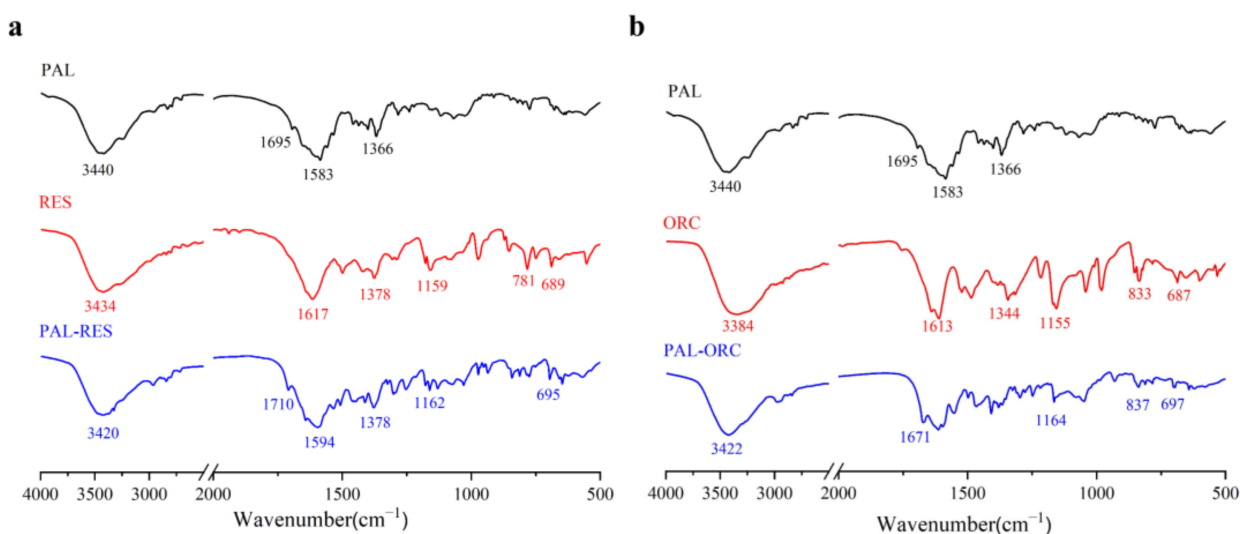 a
PAL
3440
1695
1583
1366
RES
3434
1617
1378
1159
781
689
PAL-RES
3420
1710
1594
1378
1162
695
4000 3500 3000 2000 1500 1000 500
Wavenumber(cm⁻¹)
b
PAL
3440
1695
1583
1366
ORC
3384
1613
1344
1155
833
687
PAL-ORC
3422
1671
1164
837
697
4000 3500 3000 2000 1500 1000 500
Wavenumber(cm⁻¹)